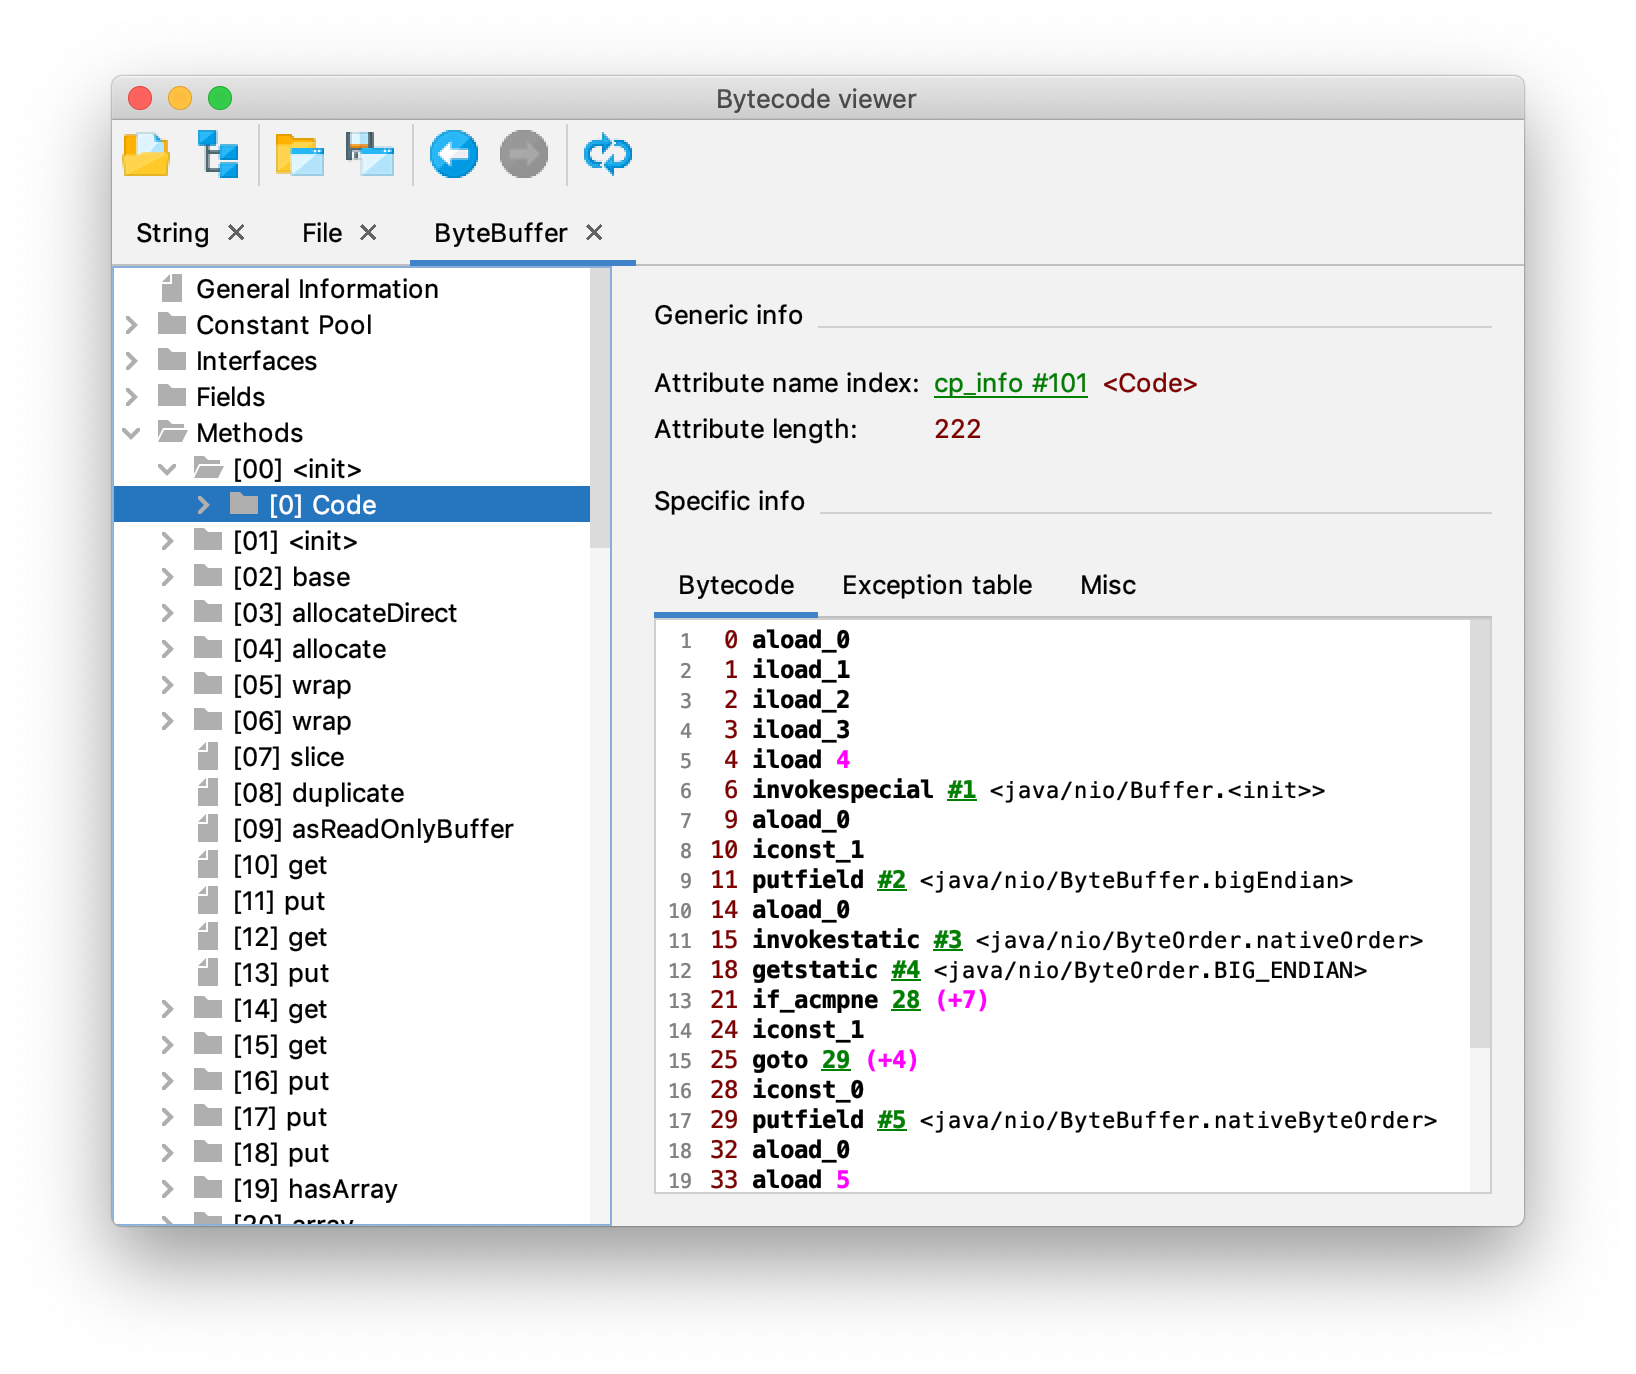 Bytecode viewer
String
File
ByteBuffer
General Information
Constant Pool
Interfaces
Fields
Methods
[00] <init>
[0] Code
[01] <init>
[02] base
[03] allocateDirect
[04] allocate
[05] wrap
[06] wrap
[07] slice
[08] duplicate
[09] asReadOnlyBuffer
[10] get
[11] put
[12] get
[13] put
[14] get
[15] get
[16] put
[17] put
[18] put
[19] hasArray
[20] array
Generic info
Attribute name index: cp_info #101 <Code>
Attribute length: 222
Specific info
Bytecode Exception table Misc
1 0 aload_0
2 1 iload_1
3 2 iload_2
4 3 iload_3
5 4 iload 4
6 6 invokespecial #1 <java/nio/Buffer.<init>>
7 9 aload_0
8 10 iconst_1
9 11 putfield #2 <java/nio/ByteBuffer.bigEndian>
10 14 aload_0
11 15 invokestatic #3 <java/nio/ByteOrder.nativeOrder>
12 18 getstatic #4 <java/nio/ByteOrder.BIG_ENDIAN>
13 21 if_acmpne 28 (+7)
14 24 iconst_1
15 25 goto 29 (+4)
16 28 iconst_0
17 29 putfield #5 <java/nio/ByteBuffer.nativeByteOrder>
18 32 aload_0
19 33 aload 5